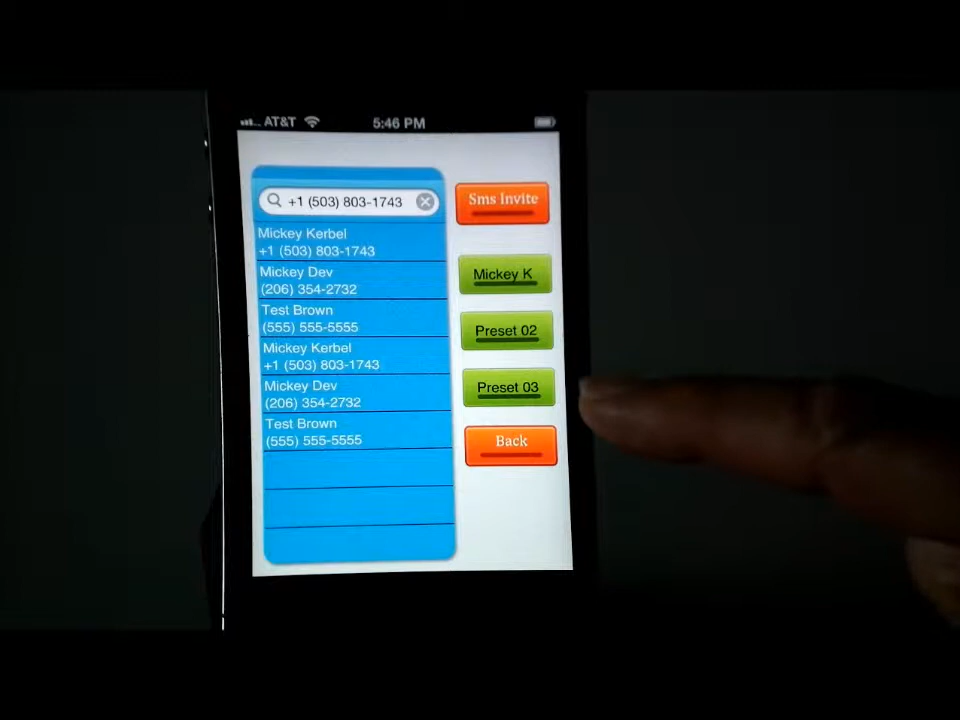 AT&T 5:46 PM
+1 (503) 803-1743
Sms Invite
Mickey Kerbel
+1 (503) 803-1743
Mickey Dev
(206) 354-2732
Test Brown
(555) 555-5555
Mickey Kerbel
+1 (503) 803-1743
Mickey Dev
(206) 354-2732
Test Brown
(555) 555-5555
Mickey K
Preset 02
Preset 03
Back